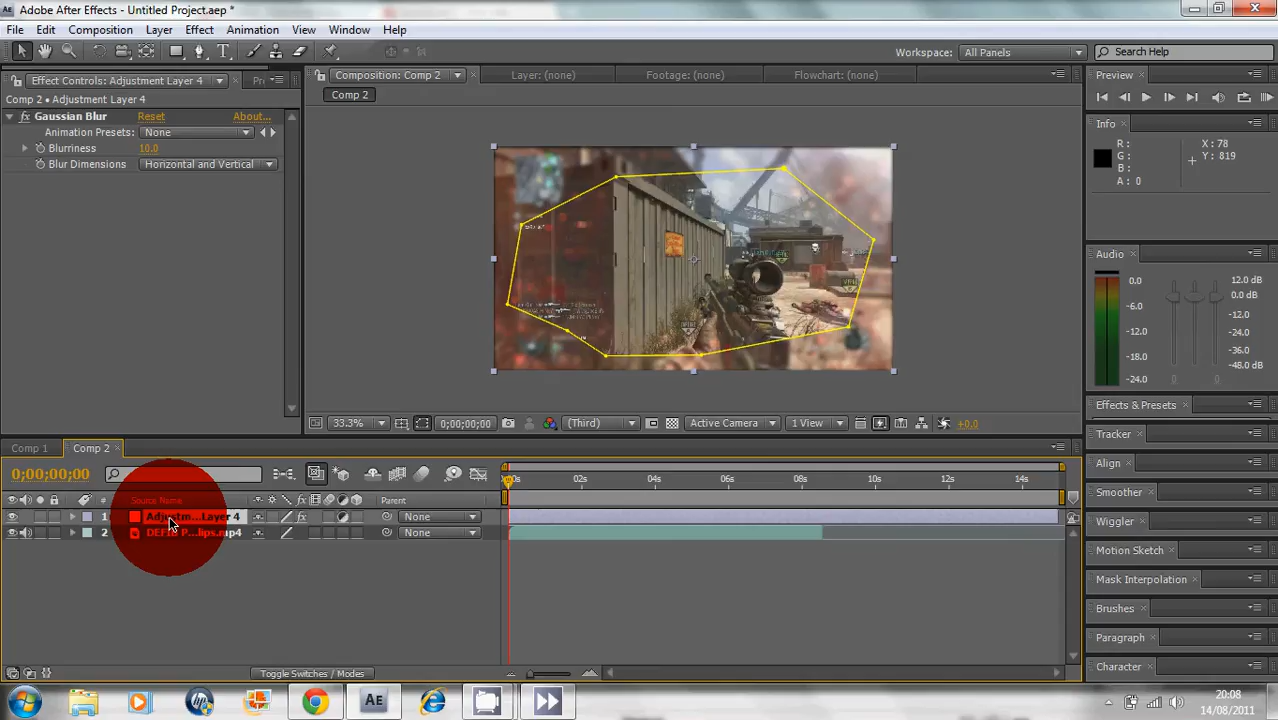 Adobe After Effects - Untitled Project.aep *
File Edit Composition Layer Effect Animation View Window Help
Workspace: All Panels Search Help
Effect Controls: Adjustment Layer 4 Composition: Comp 2 Layer: (none) Footage: (none) Flowchart: (none) Preview
Comp 2 • Adjustment Layer 4 Comp 2
fx Gaussian Blur Reset About...
Animation Presets: None
Blurriness 10.0
Blur Dimensions Horizontal and Vertical
Info
R: X: 78
G: Y: 819
B:
A: 0
Audio
0.0 12.0 dB
-6.0 0.0 dB
-12.0 -12.0 dB
-18.0 -24.0 dB
-24.0 -36.0 dB
-48.0 dB
Effects & Presets
33.3% 0;00;00;00 (Third) Active Camera 1 View +0.0
Tracker
Comp 1 Comp 2
Align
0;00;00;00 02s 04s 06s 08s 10s 12s 14s
Smoother
# Source Name Parent
1 Adjustm...Layer 4 None
2 DEFIB P...lips.mp4 None
Wiggler
Motion Sketch
Mask Interpolation
Brushes
Paragraph
Character
Toggle Switches / Modes
20:08
14/08/2011